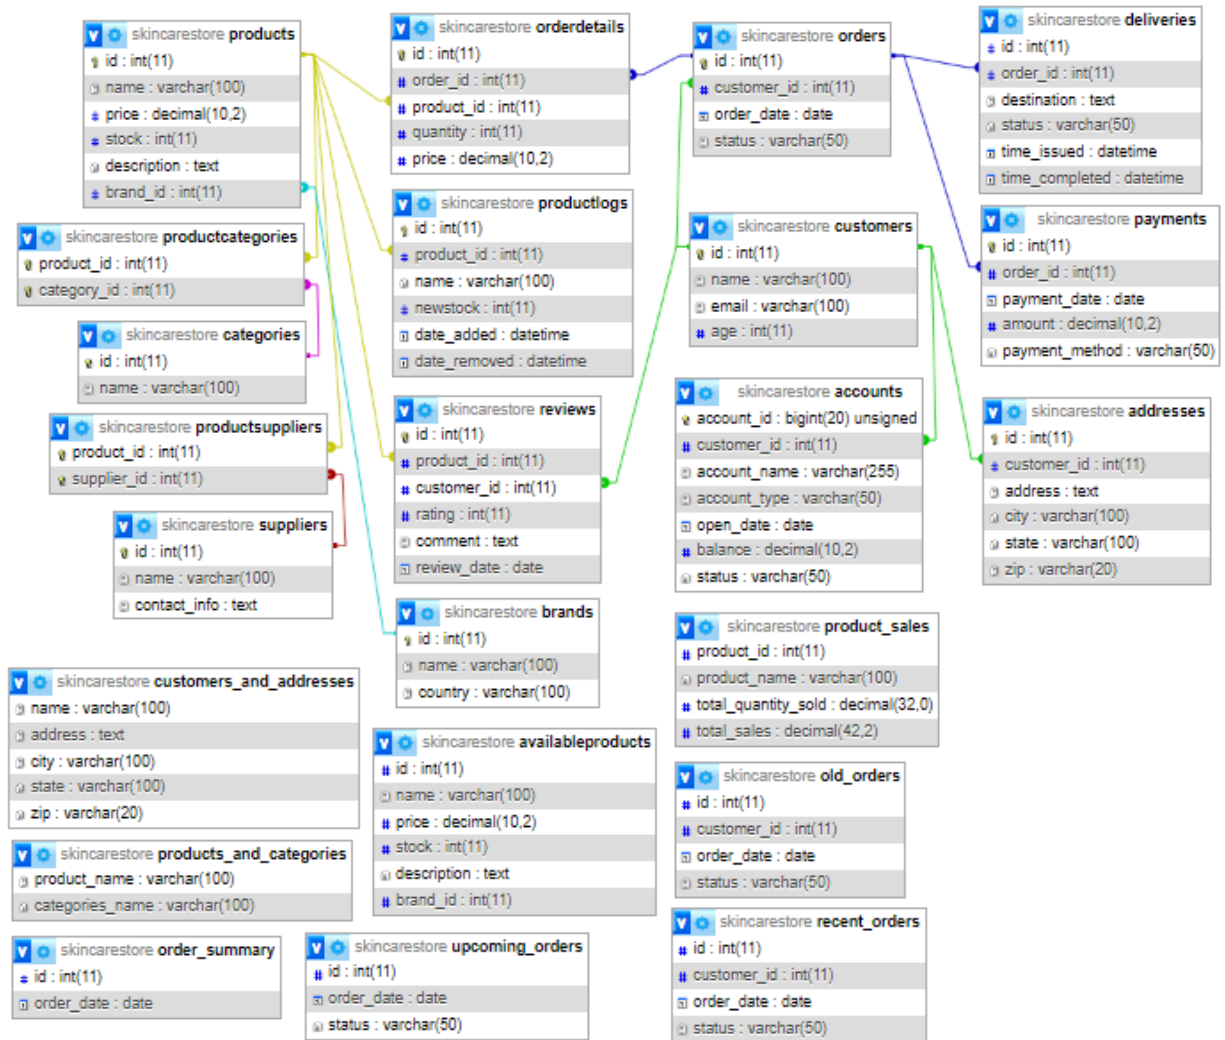 skincarestore products
id : int(11)
name : varchar(100)
price : decimal(10,2)
stock : int(11)
description : text
brand_id : int(11)
skincarestore orderdetails
id : int(11)
order_id : int(11)
product_id : int(11)
quantity : int(11)
price : decimal(10,2)
skincarestore orders
id : int(11)
customer_id : int(11)
order_date : date
status : varchar(50)
skincarestore deliveries
id : int(11)
order_id : int(11)
destination : text
status : varchar(50)
time_issued : datetime
time_completed : datetime
skincarestore productcategories
product_id : int(11)
category_id : int(11)
skincarestore productlogs
id : int(11)
product_id : int(11)
name : varchar(100)
newstock : int(11)
date_added : datetime
date_removed : datetime
skincarestore customers
id : int(11)
name : varchar(100)
email : varchar(100)
age : int(11)
skincarestore payments
id : int(11)
order_id : int(11)
payment_date : date
amount : decimal(10,2)
payment_method : varchar(50)
skincarestore categories
id : int(11)
name : varchar(100)
skincarestore productsuppliers
product_id : int(11)
supplier_id : int(11)
skincarestore reviews
id : int(11)
product_id : int(11)
customer_id : int(11)
rating : int(11)
comment : text
review_date : date
skincarestore accounts
account_id : bigint(20) unsigned
customer_id : int(11)
account_name : varchar(255)
account_type : varchar(50)
open_date : date
balance : decimal(10,2)
status : varchar(50)
skincarestore addresses
id : int(11)
customer_id : int(11)
address : text
city : varchar(100)
state : varchar(100)
zip : varchar(20)
skincarestore suppliers
id : int(11)
name : varchar(100)
contact_info : text
skincarestore brands
id : int(11)
name : varchar(100)
country : varchar(100)
skincarestore product_sales
product_id : int(11)
product_name : varchar(100)
total_quantity_sold : decimal(32,0)
total_sales : decimal(42,2)
skincarestore customers_and_addresses
name : varchar(100)
address : text
city : varchar(100)
state : varchar(100)
zip : varchar(20)
skincarestore availableproducts
id : int(11)
name : varchar(100)
price : decimal(10,2)
stock : int(11)
description : text
brand_id : int(11)
skincarestore old_orders
id : int(11)
customer_id : int(11)
order_date : date
status : varchar(50)
skincarestore products_and_categories
product_name : varchar(100)
categories_name : varchar(100)
skincarestore order_summary
id : int(11)
order_date : date
skincarestore upcoming_orders
id : int(11)
order_date : date
status : varchar(50)
skincarestore recent_orders
id : int(11)
customer_id : int(11)
order_date : date
status : varchar(50)